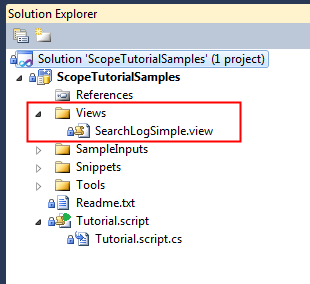 Solution Explorer
Solution 'ScopeTutorialSamples' (1 project)
ScopeTutorialSamples
References
Views
SearchLogSimple.view
SampleInputs
Snippets
Tools
Readme.txt
Tutorial.script
Tutorial.script.cs